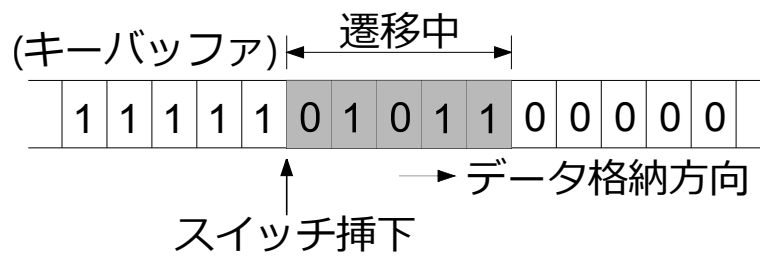 遷移中
(キーバッファ)
1 1 1 1 1 0 1 0 1 1 0 0 0 0 0
データ格納方向
スイッチ挿下